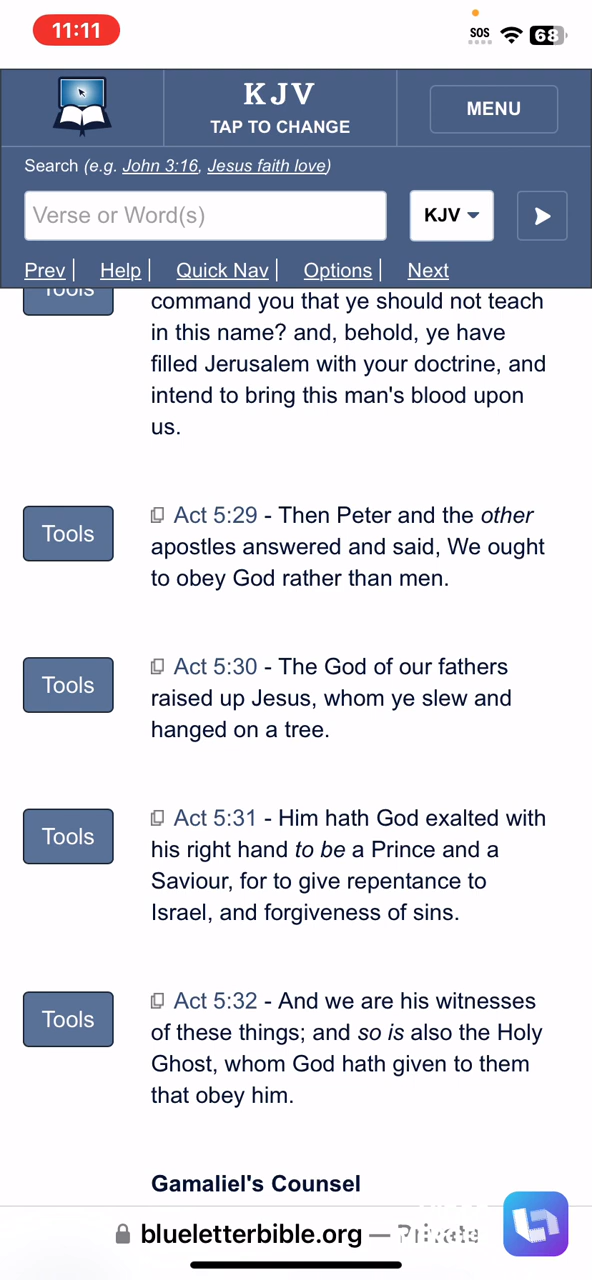 11:11
SOS
68
KJV
TAP TO CHANGE
MENU
Search (e.g. John 3:16, Jesus faith love)
Verse or Word(s)
KJV
Prev | Help | Quick Nav | Options | Next
Tools
command you that ye should not teach
in this name? and, behold, ye have
filled Jerusalem with your doctrine, and
intend to bring this man's blood upon
us.
Tools
Act 5:29 - Then Peter and the other
apostles answered and said, We ought
to obey God rather than men.
Tools
Act 5:30 - The God of our fathers
raised up Jesus, whom ye slew and
hanged on a tree.
Tools
Act 5:31 - Him hath God exalted with
his right hand to be a Prince and a
Saviour, for to give repentance to
Israel, and forgiveness of sins.
Tools
Act 5:32 - And we are his witnesses
of these things; and so is also the Holy
Ghost, whom God hath given to them
that obey him.
Gamaliel's Counsel
blueletterbible.org — Private